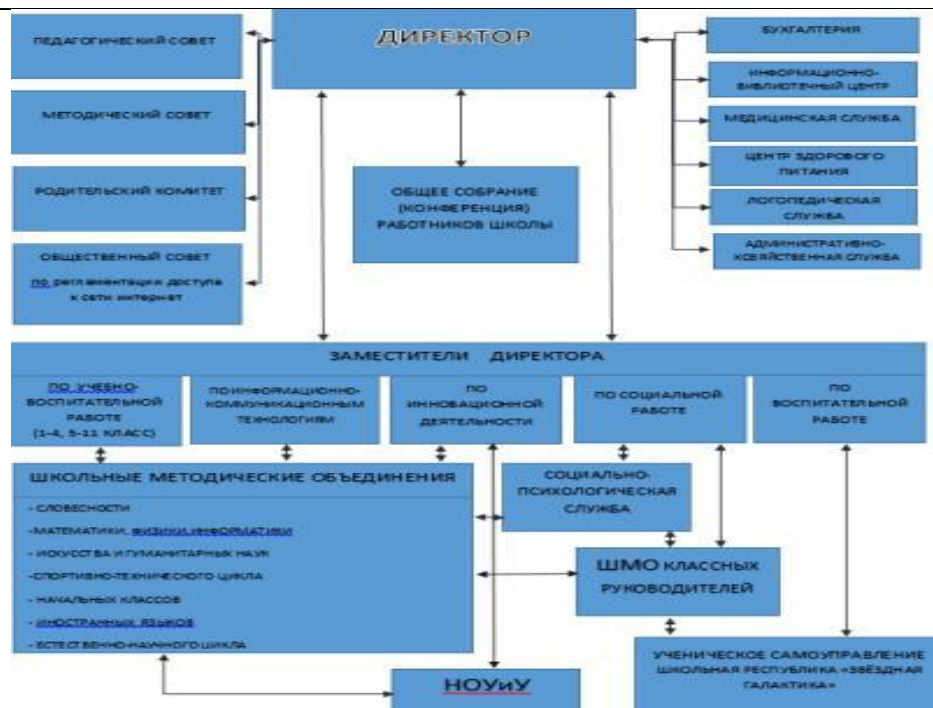 ДИРЕКТОР
ПЕДАГОГИЧЕСКИЙ СОВЕТ
МЕТОДИЧЕСКИЙ СОВЕТ
РОДИТЕЛЬСКИЙ КОМИТЕТ
ОБЩЕСТВЕННЫЙ СОВЕТ
по регламентации доступа
к сети интернет
ОБЩЕЕ СОБРАНИЕ
(КОНФЕРЕНЦИЯ)
РАБОТНИКОВ ШКОЛЫ
БУХГАЛТЕРИЯ
ИНФОРМАЦИОННО-
БИБЛИОТЕЧНЫЙ ЦЕНТР
МЕДИЦИНСКАЯ СЛУЖБА
ЦЕНТР ЗДОРОВОГО
ПИТАНИЯ
ЛОГОПЕДИЧЕСКАЯ
СЛУЖБА
АДМИНИСТРАТИВНО-
ХОЗЯЙСТВЕННАЯ СЛУЖБА
ЗАМЕСТИТЕЛИ ДИРЕКТОРА
ПО УЧЕБНО-
ВОСПИТАТЕЛЬНОЙ
РАБОТЕ
(1-4, 5-11 КЛАСС)
ПО ИНФОРМАЦИОННО-
КОММУНИКАЦИОННЫМ
ТЕХНОЛОГИЯМ
ПО
ИННОВАЦИОННОЙ
ДЕЯТЕЛЬНОСТИ
ПО СОЦИАЛЬНОЙ
РАБОТЕ
ПО
ВОСПИТАТЕЛЬНОЙ
РАБОТЕ
ШКОЛЬНЫЕ МЕТОДИЧЕСКИЕ ОБЪЕДИНЕНИЯ
- СЛОВЕСНОСТИ
-МАТЕМАТИКИ, ФИЗИКИ,ИНФОРМАТИКИ
- ИСКУССТВА И ГУМАНИТАРНЫХ НАУК
-СПОРТИВНО-ТЕХНИЧЕСКОГО ЦИКЛА
- НАЧАЛЬНЫХ КЛАССОВ
- ИНОСТРАННЫХ ЯЗЫКОВ
- ЕСТЕСТВЕННО-НАУЧНОГО ЦИКЛА
СОЦИАЛЬНО-
ПСИХОЛОГИЧЕСКАЯ
СЛУЖБА
ШМО КЛАССНЫХ
РУКОВОДИТЕЛЕЙ
УЧЕНИЧЕСКОЕ САМОУПРАВЛЕНИЕ
ШКОЛЬНАЯ РЕСПУБЛИКА «ЗВЁЗДНАЯ
ГАЛАКТИКА»
НОУиУ